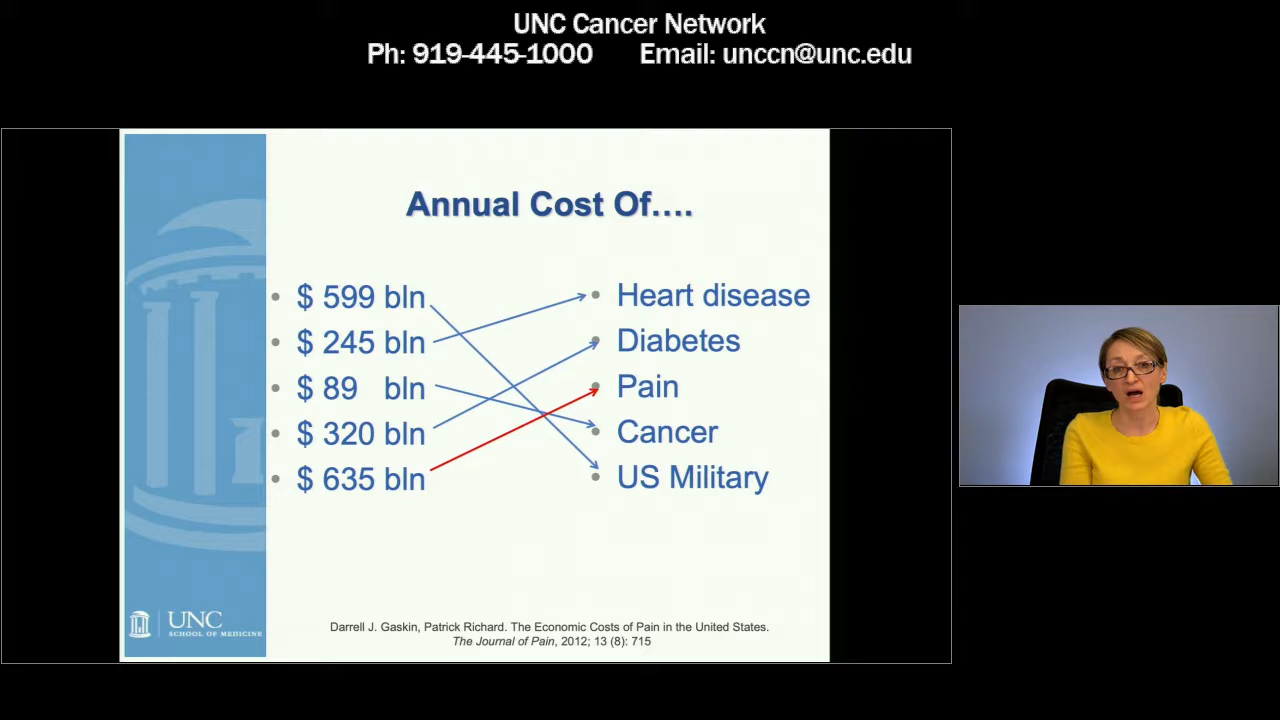 UNC Cancer Network
Ph: 919-445-1000 Email: unccn@unc.edu
Annual Cost Of….
• $ 599 bln
• $ 245 bln
• $ 89 bln
• $ 320 bln
• $ 635 bln
• Heart disease
• Diabetes
• Pain
• Cancer
• US Military
UNC
SCHOOL OF MEDICINE
Darrell J. Gaskin, Patrick Richard. The Economic Costs of Pain in the United States.
The Journal of Pain, 2012; 13 (8): 715